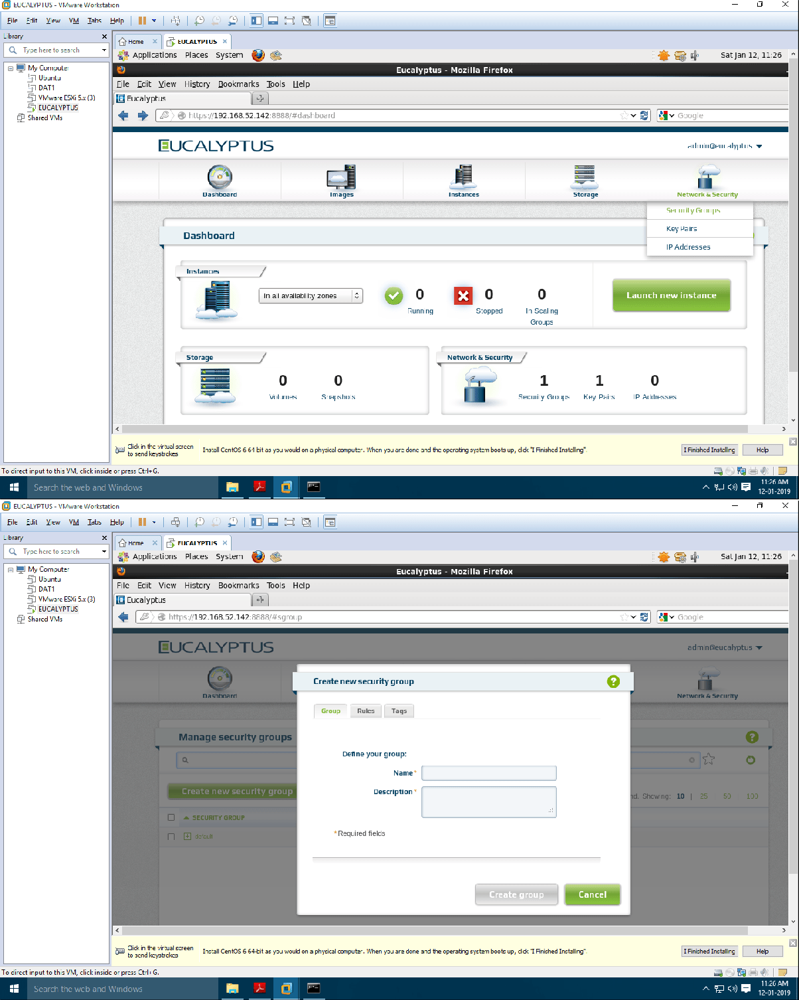 EUCALYPTUS - VMware Workstation
File Edit View VM Tabs Help
Library
Type here to search
My Computer
Ubuntu
DAT1
VMware ESXi 5.x (3)
EUCALYPTUS
Shared VMs
Home EUCALYPTUS
Applications Places System Sat Jan 12, 11:26
Eucalyptus - Mozilla Firefox
File Edit View History Bookmarks Tools Help
Eucalyptus
https://192.168.52.142:8888/#dashboard Google
EUCALYPTUS admin@eucalyptus
Dashboard Images Instances Storage Network & Security
Security Groups
Key Pairs
IP Addresses
Dashboard
Instances
In all availability zones 0 0 0 Launch new instance
Running Stopped In Scaling
Groups
Storage Network & Security
0 0 1 1 0
Volumes Snapshots Security Groups Key Pairs IP Addresses
Click in the virtual screen
to send keystrokes
Install CentOS 6 64-bit as you would on a physical computer. When you are done and the operating system boots up, click "I Finished Installing".
I Finished Installing Help
To direct input to this VM, click inside or press Ctrl+G.
Search the web and Windows
11:26 AM
12-01-2019
EUCALYPTUS - VMware Workstation
File Edit View VM Tabs Help
Library
Type here to search
My Computer
Ubuntu
DAT1
VMware ESXi 5.x (3)
EUCALYPTUS
Shared VMs
Home EUCALYPTUS
Applications Places System Sat Jan 12, 11:26
Eucalyptus - Mozilla Firefox
File Edit View History Bookmarks Tools Help
Eucalyptus
https://192.168.52.142:8888/#sgroup Google
EUCALYPTUS admin@eucalyptus
Dashboard Network & Security
Create new security group ?
Group Rules Tags
Manage security groups ?
Define your group:
Name *
Description *
* Required fields
Create new security group
nd. Showing: 10 | 25 50 100
SECURITY GROUP
default
Create group Cancel
Click in the virtual screen
to send keystrokes
Install CentOS 6 64-bit as you would on a physical computer. When you are done and the operating system boots up, click "I Finished Installing".
I Finished Installing Help
To direct input to this VM, click inside or press Ctrl+G.
Search the web and Windows
11:26 AM
12-01-2019